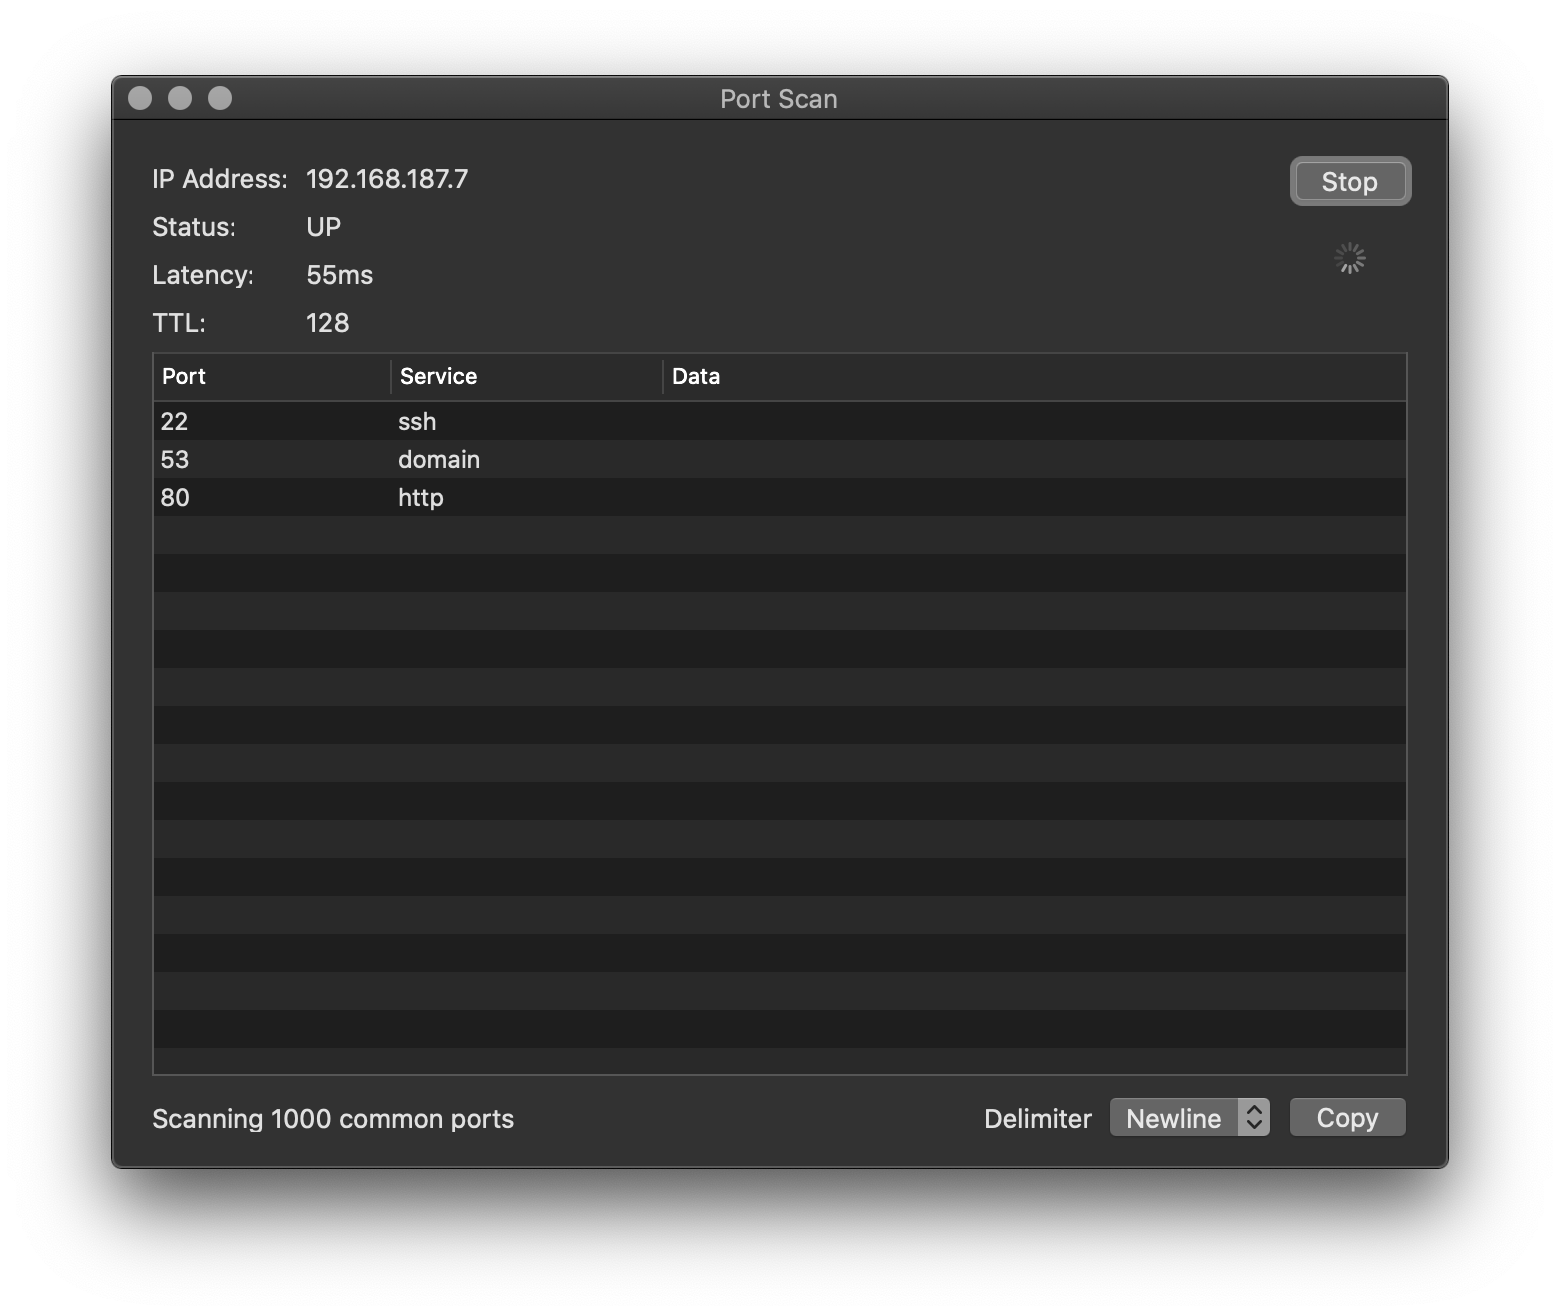 Port Scan
IP Address: 192.168.187.7
Stop
Status: UP
Latency: 55ms
TTL: 128
Port Service Data
22 ssh
53 domain
80 http
Scanning 1000 common ports Delimiter Newline Copy